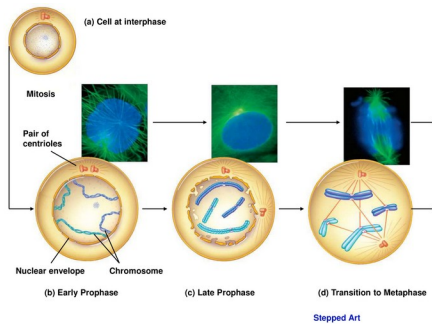 (a) Cell at interphase
Mitosis
Pair of
centrioles
Nuclear envelope
Chromosome
(b) Early Prophase
(c) Late Prophase
(d) Transition to Metaphase
Stepped Art